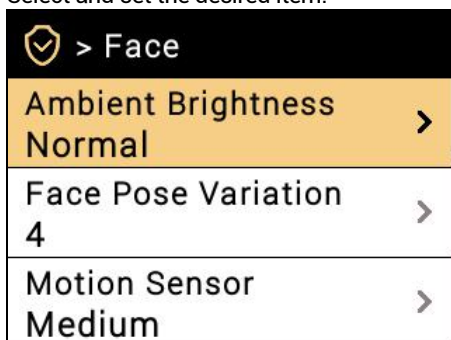 Select and set the desired item.
> Face
Ambient Brightness
Normal
Face Pose Variation
4
Motion Sensor
Medium